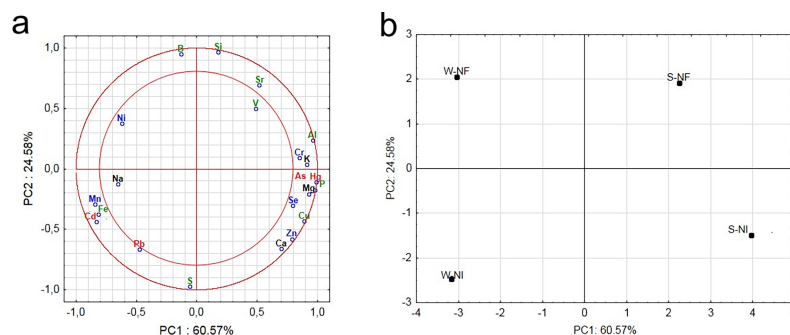 a
b
1,0
0,5
0,0
-0,5
-1,0
PC2 : 24.58%
B
Si
Sr
V
Ni
Al
Cr
K
As Hg
P
Na
Mg
Mn
Se
Fe
Cd
Cu
Zn
Pb
Ca
S
-1,0 -0,5 0,0 0,5 1,0
PC1 : 60.57%
3
2
1
0
-1
-2
-3
PC2: 24.58%
W-NF
S-NF
S-NI
W-NI
-4 -3 -2 -1 0 1 2 3 4
PC1: 60.57%